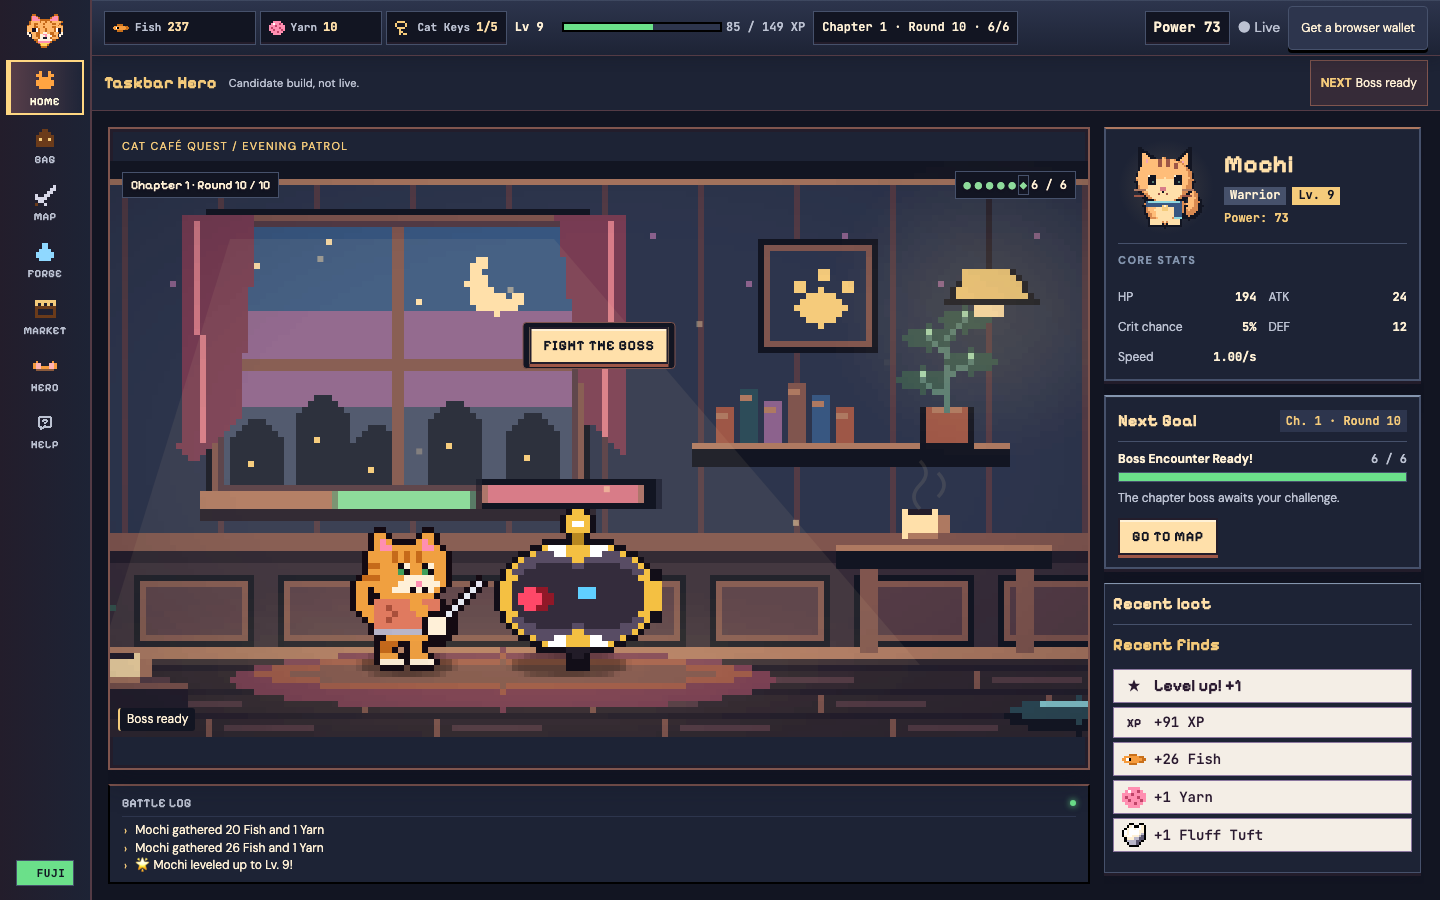 Fish 237
Yarn 10
Cat Keys 1/5
Lv 9
85 / 149 XP
Chapter 1 · Round 10 · 6/6
Power 73
Live
Get a browser wallet
Taskbar Hero
Candidate build, not live.
NEXT Boss ready
HOME
BAG
MAP
FORGE
MARKET
HERO
HELP
FUJI
CAT CAFÉ QUEST / EVENING PATROL
Chapter 1 · Round 10 / 10
6 / 6
FIGHT THE BOSS
Boss ready
BATTLE LOG
› Mochi gathered 20 Fish and 1 Yarn
› Mochi gathered 26 Fish and 1 Yarn
› 🌟 Mochi leveled up to Lv. 9!
Mochi
Warrior Lv. 9
Power: 73
CORE STATS
HP 194 ATK 24
Crit chance 5% DEF 12
Speed 1.00/s
Next Goal
Ch. 1 · Round 10
Boss Encounter Ready! 6 / 6
The chapter boss awaits your challenge.
GO TO MAP
Recent loot
Recent finds
★ Level up! +1
XP +91 XP
+26 Fish
+1 Yarn
+1 Fluff Tuft